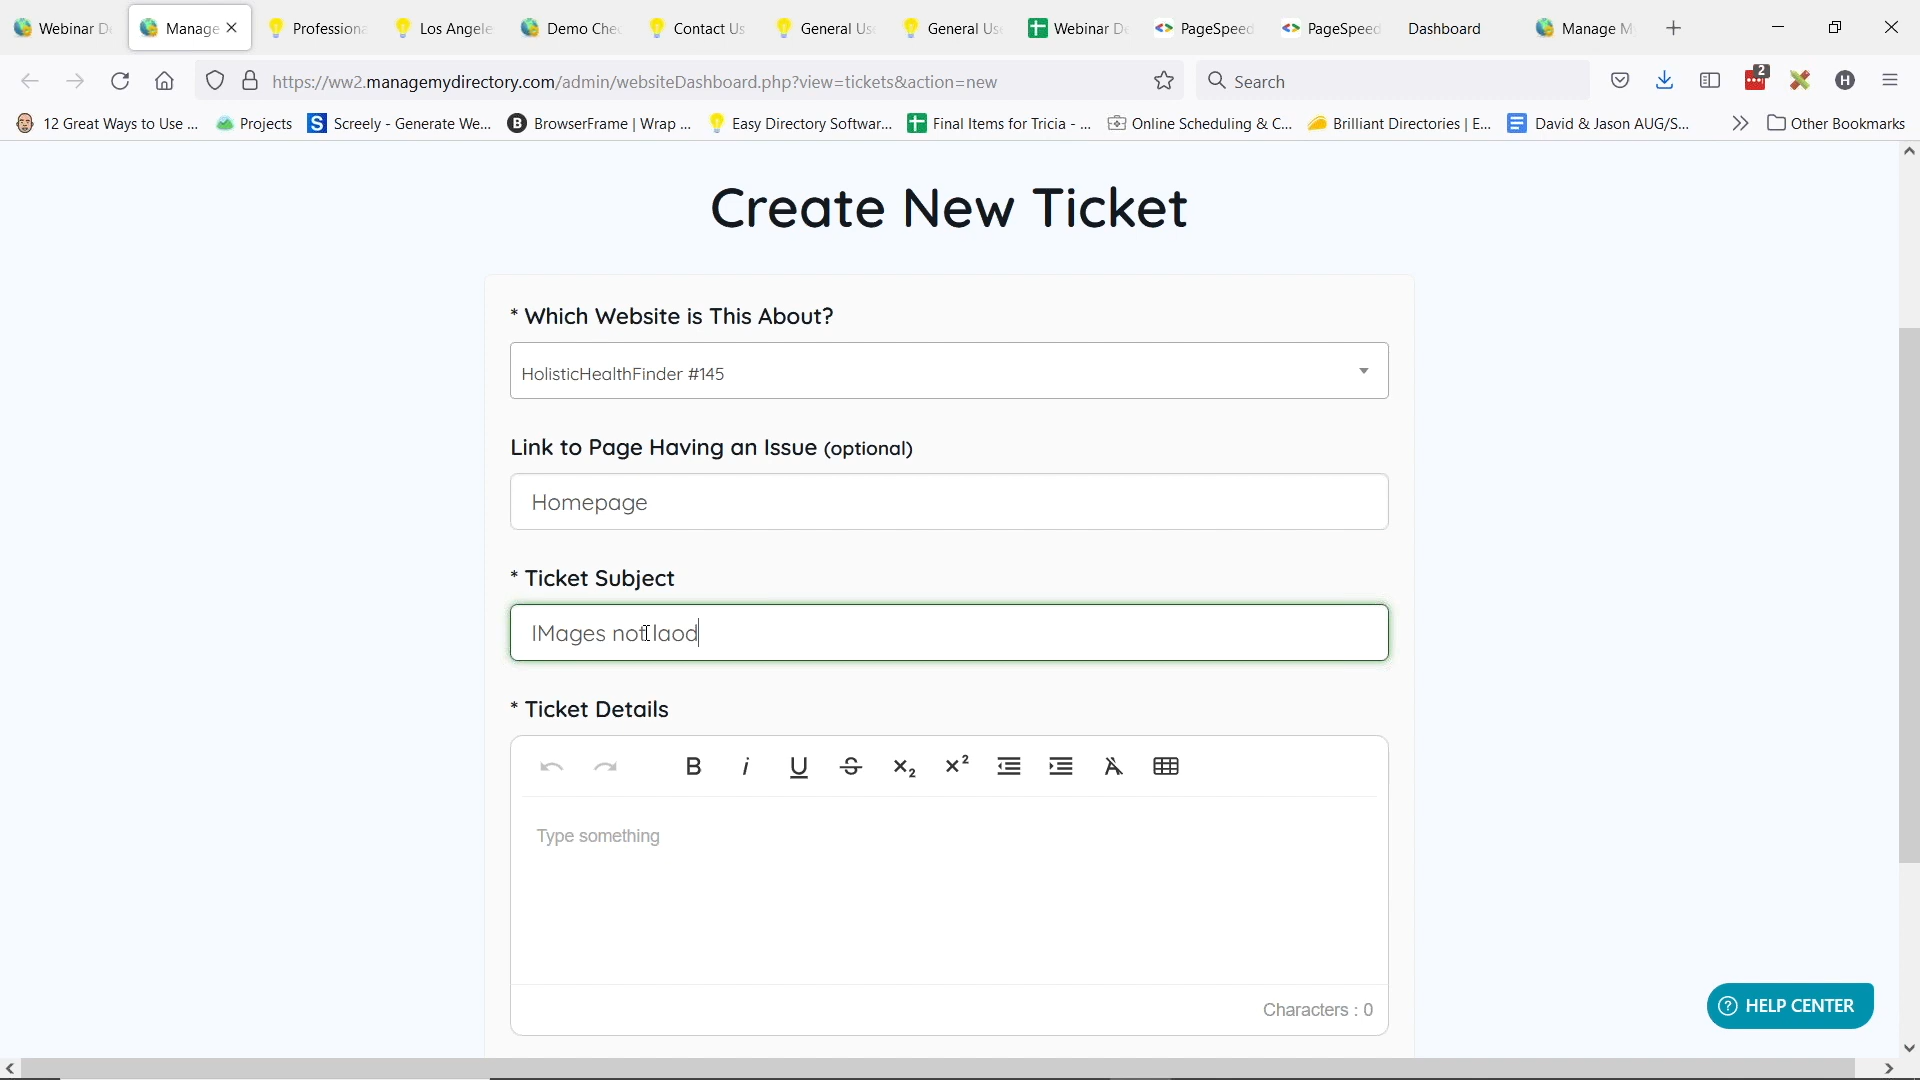 Webinar D
Manage
Professiona
Los Angele
Demo Che
Contact Us
General Us
General Us
Webinar D
PageSpeed
PageSpeed
Dashboard
Manage M
https://ww2.managemydirectory.com/admin/websiteDashboard.php?view=tickets&action=new
Search
2
H
12 Great Ways to Use ...
Projects
S Screely - Generate We...
B BrowserFrame | Wrap ...
Easy Directory Softwar...
Final Items for Tricia - ...
Online Scheduling & C...
Brilliant Directories | E...
David & Jason AUG/S...
Other Bookmarks
Create New Ticket
* Which Website is This About?
HolisticHealthFinder #145
Link to Page Having an Issue (optional)
Homepage
* Ticket Subject
IMages not laod
* Ticket Details
Type something
Characters : 0
HELP CENTER